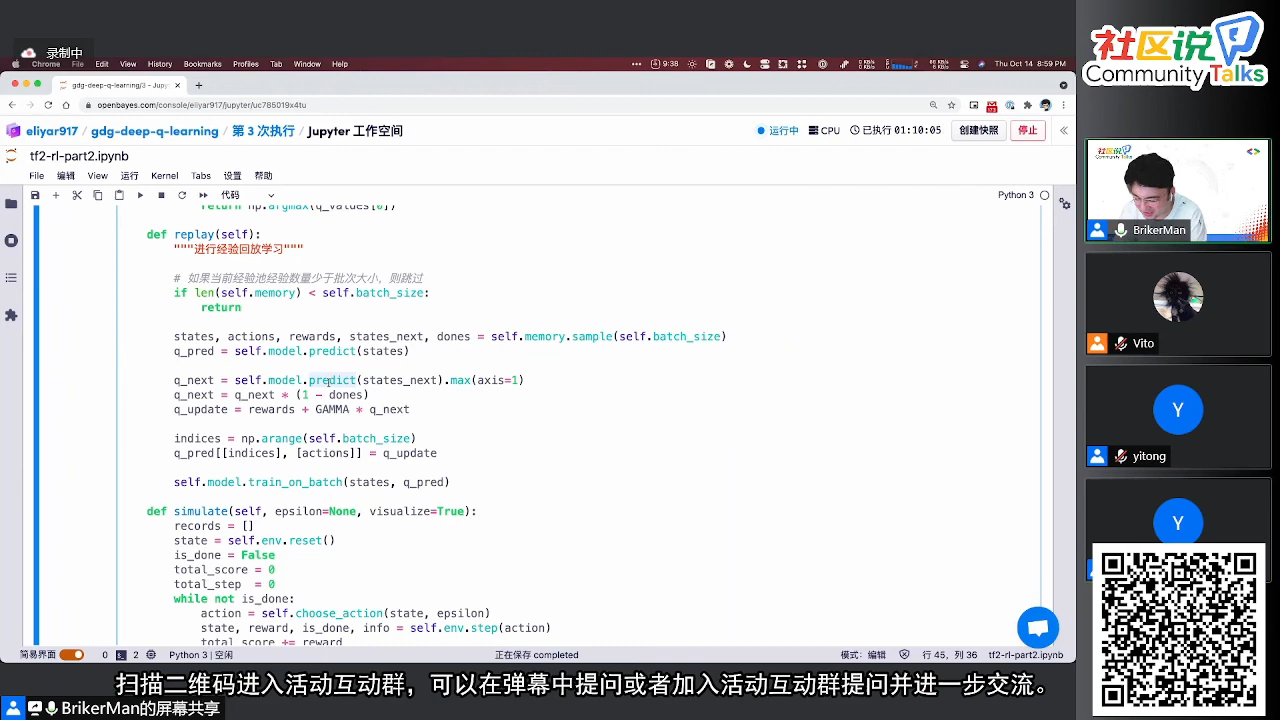 录制中
Chrome File Edit View History Bookmarks Profiles Tab Window Help
9:38
Thu Oct 14 8:59 PM
gdg-deep-q-learning/3 - Jupyt
openbayes.com/console/eliyar917/jupyter/uc785019x4tu
eliyar917 / gdg-deep-q-learning / 第 3 次执行 / Jupyter 工作空间
运行中 CPU 已执行 01:10:05 创建快照 停止
tf2-rl-part2.ipynb
File 编辑 View 运行 Kernel Tabs 设置 帮助
代码
Python 3
return np.argmax(q_values[0])
def replay(self):
"""进行经验回放学习"""
# 如果当前经验池经验数量少于批次大小，则跳过
if len(self.memory) < self.batch_size:
return
states, actions, rewards, states_next, dones = self.memory.sample(self.batch_size)
q_pred = self.model.predict(states)
q_next = self.model.predict(states_next).max(axis=1)
q_next = q_next * (1 - dones)
q_update = rewards + GAMMA * q_next
indices = np.arange(self.batch_size)
q_pred[[indices], [actions]] = q_update
self.model.train_on_batch(states, q_pred)
def simulate(self, epsilon=None, visualize=True):
records = []
state = self.env.reset()
is_done = False
total_score = 0
total_step = 0
while not is_done:
action = self.choose_action(state, epsilon)
state, reward, is_done, info = self.env.step(action)
total_score += reward
简易界面 0 2 Python 3 | 空闲
正在保存 completed
模式: 编辑 行 45, 列 36 tf2-rl-part2.ipynb
社区说
Community Talks
社区说
Community Talks
BrikerMan
Vito
Y
yitong
Y
扫描二维码进入活动互动群，可以在弹幕中提问或者加入活动互动群提问并进一步交流。
BrikerMan的屏幕共享